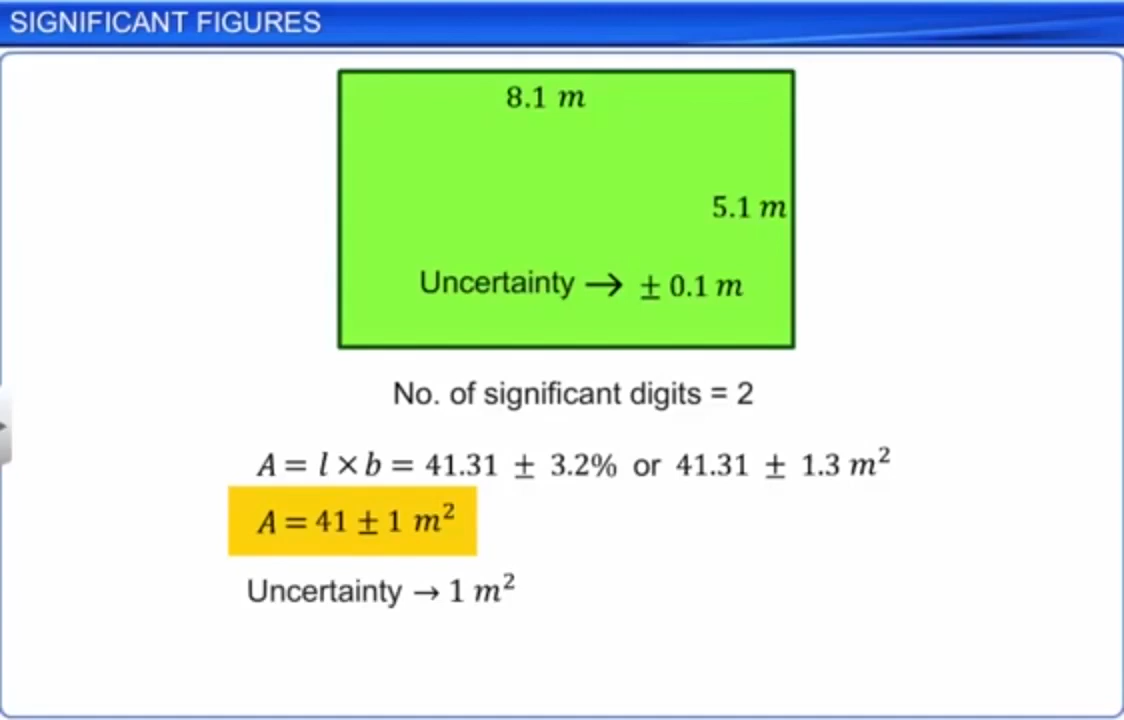 SIGNIFICANT FIGURES
8.1 m
5.1 m
Uncertainty → ± 0.1 m
No. of significant digits = 2
A = l × b = 41.31 ± 3.2% or 41.31 ± 1.3 m²
A = 41 ± 1 m²
Uncertainty → 1 m²